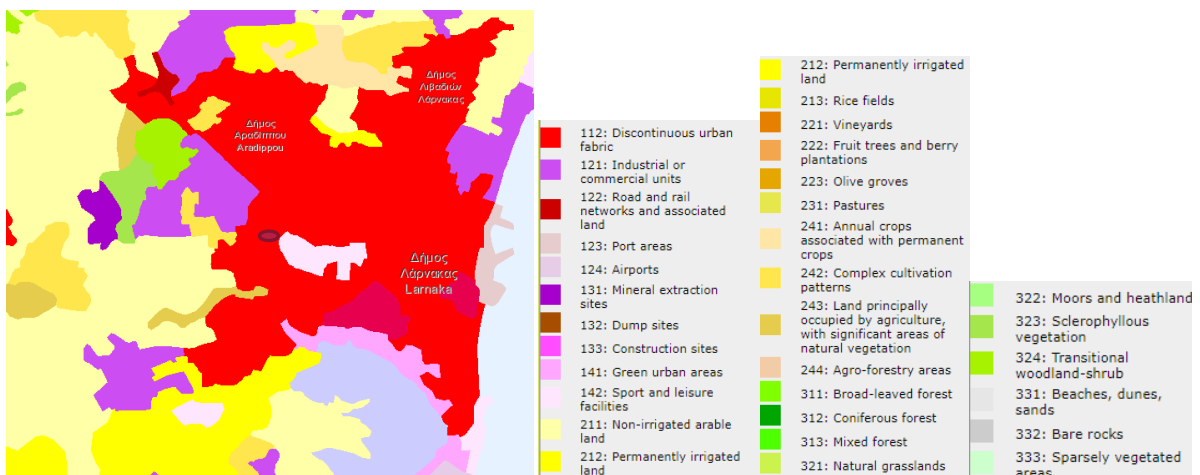 Δήμος
Λιβαδιών
Λάρνακας
Δήμος
Αραδίππου
Aradippou
Δήμος
Λάρνακας
Larnaka
112: Discontinuous urban
fabric
121: Industrial or
commercial units
122: Road and rail
networks and associated
land
123: Port areas
124: Airports
131: Mineral extraction
sites
132: Dump sites
133: Construction sites
141: Green urban areas
142: Sport and leisure
facilities
211: Non-irrigated arable
land
212: Permanently irrigated
land
212: Permanently irrigated
land
213: Rice fields
221: Vineyards
222: Fruit trees and berry
plantations
223: Olive groves
231: Pastures
241: Annual crops
associated with permanent
crops
242: Complex cultivation
patterns
243: Land principally
occupied by agriculture,
with significant areas of
natural vegetation
244: Agro-forestry areas
311: Broad-leaved forest
312: Coniferous forest
313: Mixed forest
321: Natural grasslands
322: Moors and heathland
323: Sclerophyllous
vegetation
324: Transitional
woodland-shrub
331: Beaches, dunes,
sands
332: Bare rocks
333: Sparsely vegetated
areas